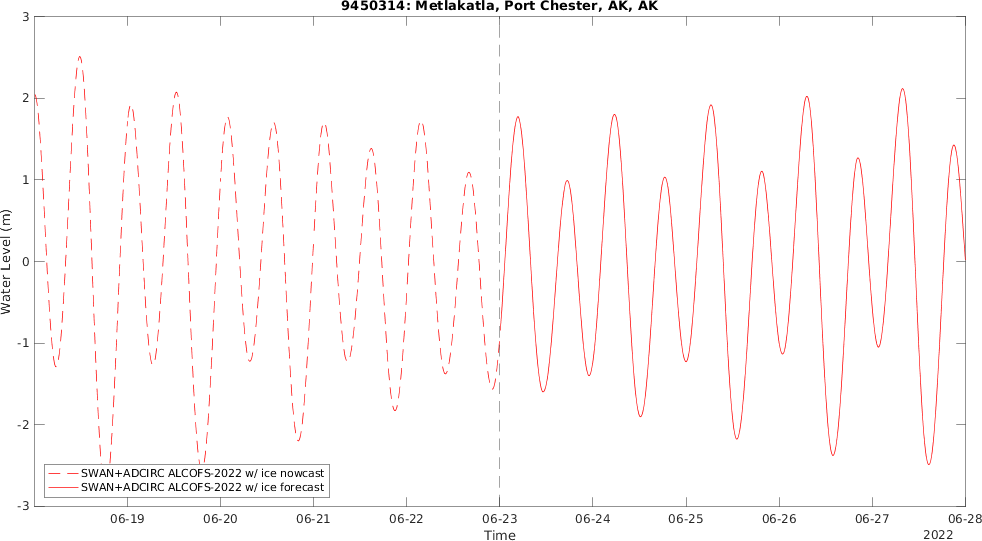 9450314: Metlakatla, Port Chester, AK, AK
3
2
1
0
-1
-2
-3
Water Level (m)
SWAN+ADCIRC ALCOFS-2022 w/ ice nowcast
SWAN+ADCIRC ALCOFS-2022 w/ ice forecast
06-19 06-20 06-21 06-22 06-23 06-24 06-25 06-26 06-27 06-28
Time
2022